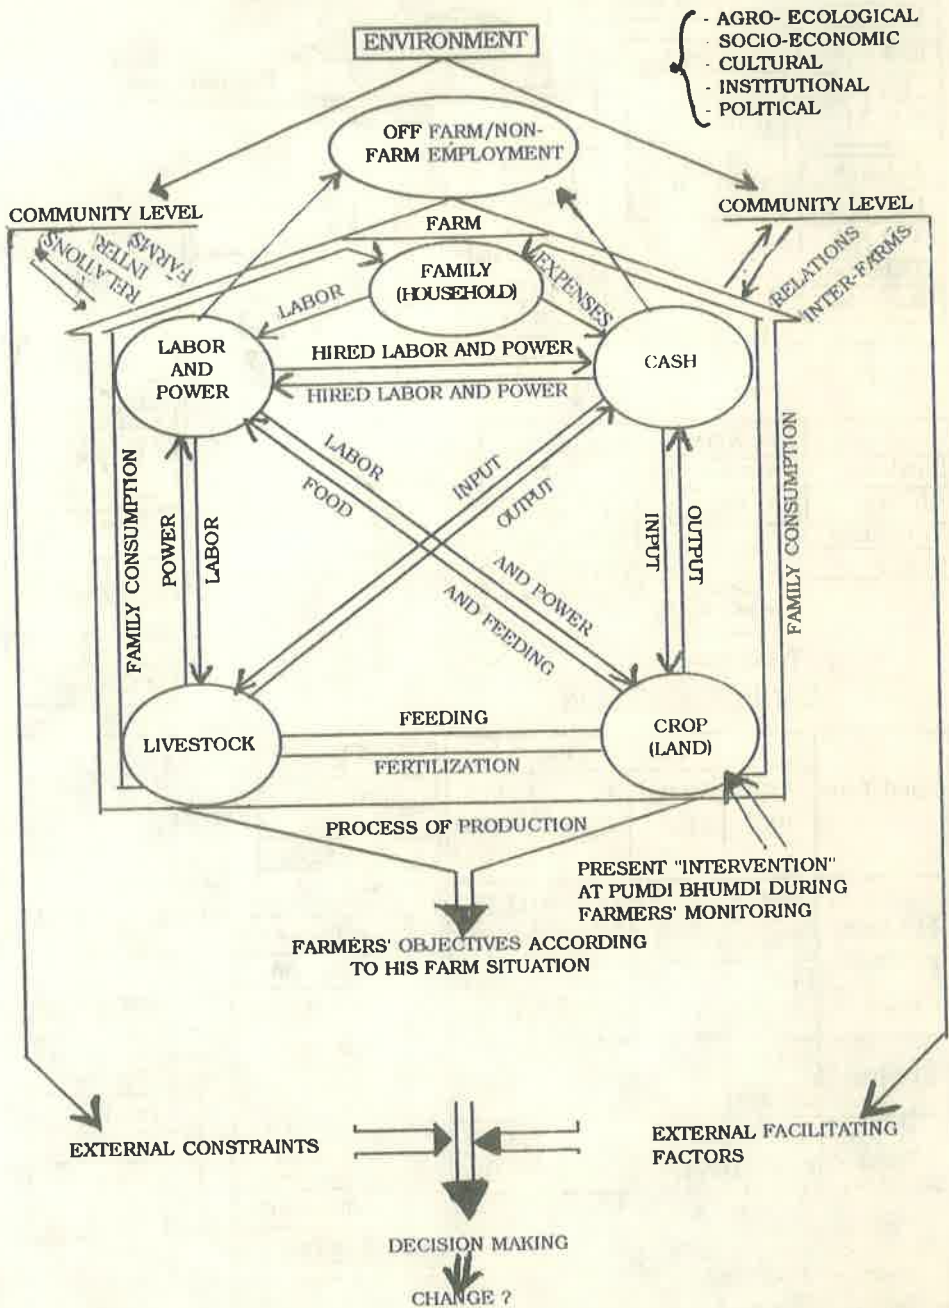 - AGRO- ECOLOGICAL
- SOCIO-ECONOMIC
- CULTURAL
- INSTITUTIONAL
- POLITICAL
ENVIRONMENT
OFF FARM/NON-
FARM EMPLOYMENT
COMMUNITY LEVEL
COMMUNITY LEVEL
FARM
RELATIONS
INTER
FARMS
RELATIONS
INTER-FARMS
FAMILY
(HOUSEHOLD)
LABOR
EXPENSES
LABOR
AND
POWER
HIRED LABOR AND POWER
HIRED LABOR AND POWER
CASH
LABOR
AND POWER
FOOD
AND FEEDING
INPUT
OUTPUT
FAMILY CONSUMPTION
POWER
LABOR
INPUT
OUTPUT
FAMILY CONSUMPTION
LIVESTOCK
FEEDING
FERTILIZATION
CROP
(LAND)
PROCESS OF PRODUCTION
PRESENT "INTERVENTION"
AT PUMDI BHUMDI DURING
FARMERS' MONITORING
FARMERS' OBJECTIVES ACCORDING
TO HIS FARM SITUATION
EXTERNAL CONSTRAINTS
EXTERNAL FACILITATING
FACTORS
DECISION MAKING
CHANGE ?